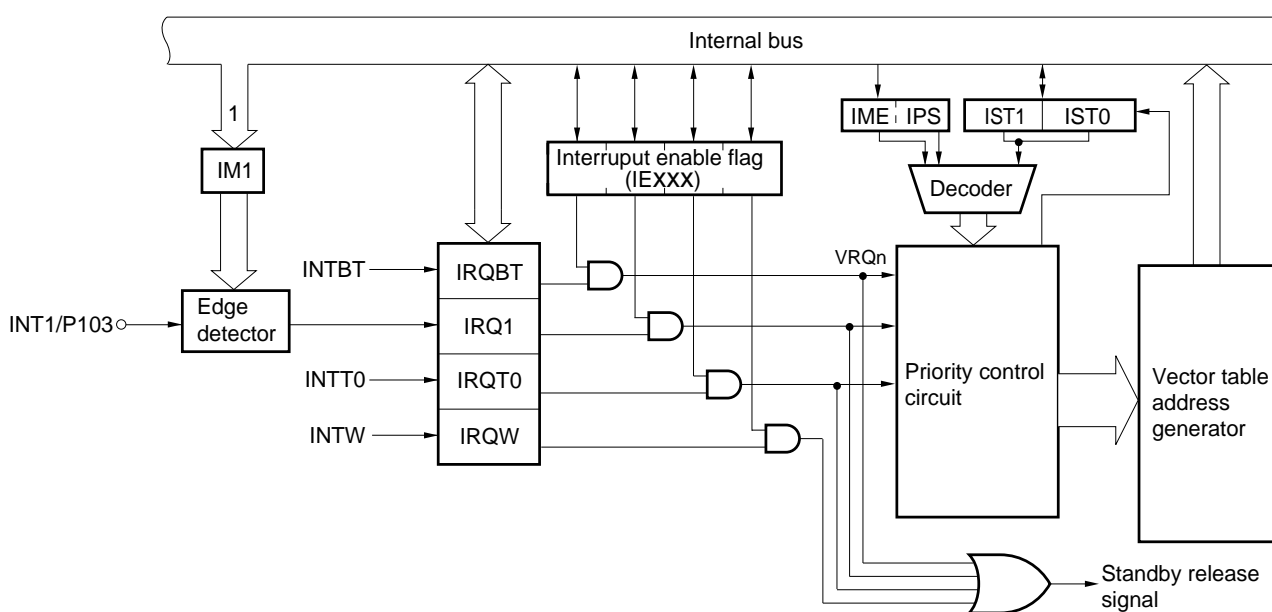 Internal bus
1
IME IPS
IST1 IST0
IM1
Interruput enable flag
(IEXXX)
Decoder
VRQn
INTBT
IRQBT
INT1/P103
Edge
detector
IRQ1
INTT0
IRQT0
Priority control
circuit
Vector table
address
generator
INTW
IRQW
Standby release
signal